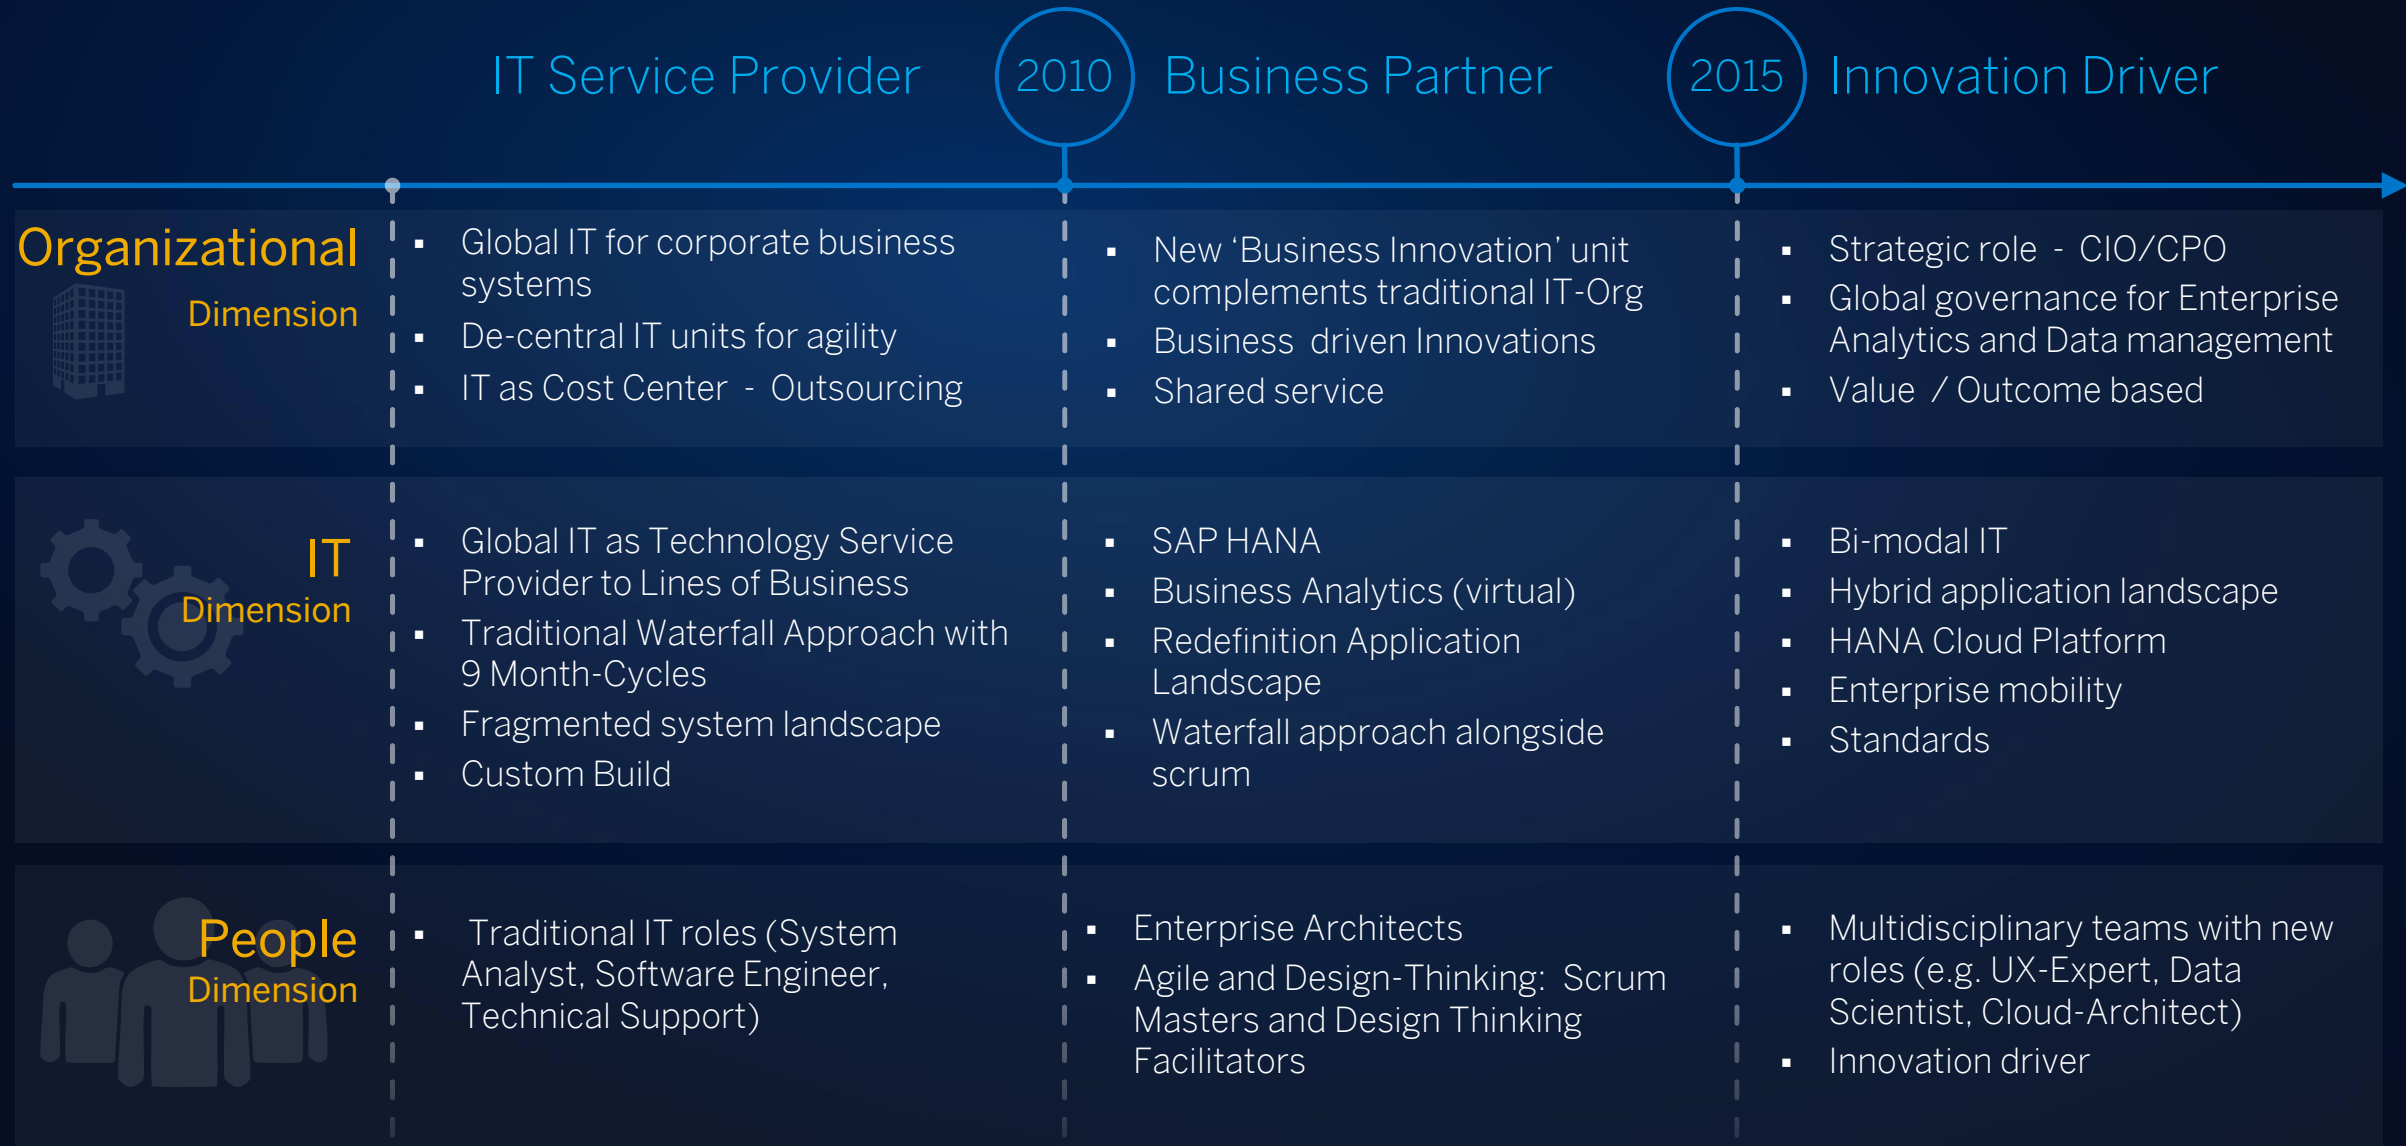 IT Service Provider
2010
Business Partner
2015
Innovation Driver
Organizational
Dimension
▪ Global IT for corporate business
systems
▪ De-central IT units for agility
▪ IT as Cost Center - Outsourcing
▪ New ‘Business Innovation’ unit
complements traditional IT-Org
▪ Business driven Innovations
▪ Shared service
▪ Strategic role - CIO/CPO
▪ Global governance for Enterprise
Analytics and Data management
▪ Value / Outcome based
IT
Dimension
▪ Global IT as Technology Service
Provider to Lines of Business
▪ Traditional Waterfall Approach with
9 Month-Cycles
▪ Fragmented system landscape
▪ Custom Build
▪ SAP HANA
▪ Business Analytics (virtual)
▪ Redefinition Application
Landscape
▪ Waterfall approach alongside
scrum
▪ Bi-modal IT
▪ Hybrid application landscape
▪ HANA Cloud Platform
▪ Enterprise mobility
▪ Standards
People
Dimension
▪ Traditional IT roles (System
Analyst, Software Engineer,
Technical Support)
▪ Enterprise Architects
▪ Agile and Design-Thinking: Scrum
Masters and Design Thinking
Facilitators
▪ Multidisciplinary teams with new
roles (e.g. UX-Expert, Data
Scientist, Cloud-Architect)
▪ Innovation driver